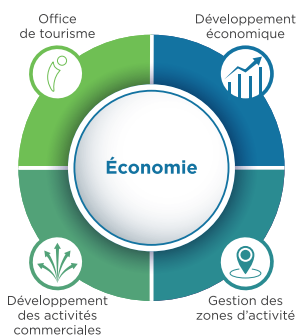 Office
de tourisme
Développement
économique
Économie
Développement
des activités
commerciales
Gestion des
zones d'activité